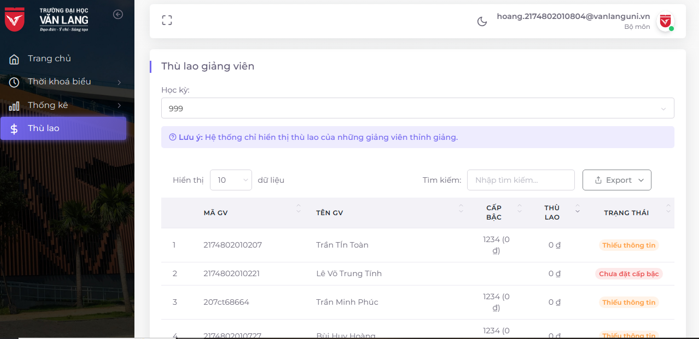 TRƯỜNG ĐẠI HỌC
VĂN LANG
Đạo đức - Ý chí - Sáng tạo
hoang.2174802010804@vanlanguni.vn
Bộ môn
Trang chủ
Thời khoá biểu
Thống kê
Thù lao
Thù lao giảng viên
Học kỳ:
999
Lưu ý: Hệ thống chỉ hiển thị thù lao của những giảng viên thỉnh giảng.
Hiển thị 10 dữ liệu
Tìm kiếm: Nhập tìm kiếm... Export
MÃ GV TÊN GV CẤP BẬC THÙ LAO TRẠNG THÁI
1 2174802010207 Trần Tín Toàn 1234 (0 ₫) 0 ₫ Thiếu thông tin
2 2174802010221 Lê Võ Trung Tính 0 ₫ Chưa đặt cấp bậc
3 207ct68664 Trần Minh Phúc 1234 (0 ₫) 0 ₫ Thiếu thông tin
4 2174802010727 Bùi Huy Hoàng 1234 (0 0 ₫ Thiếu thông tin